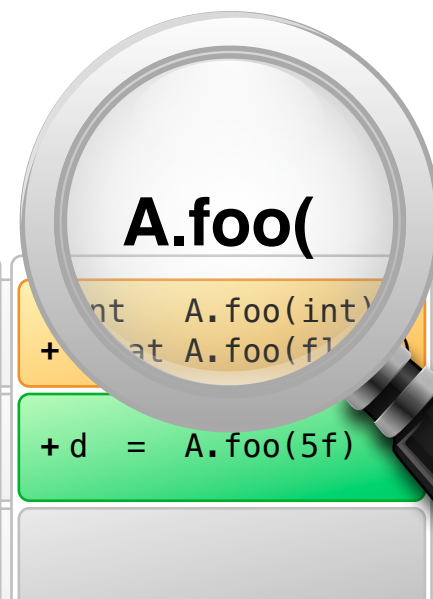 A.foo(
nt A.foo(int)
+ at A.foo(fl
+ d = A.foo(5f)